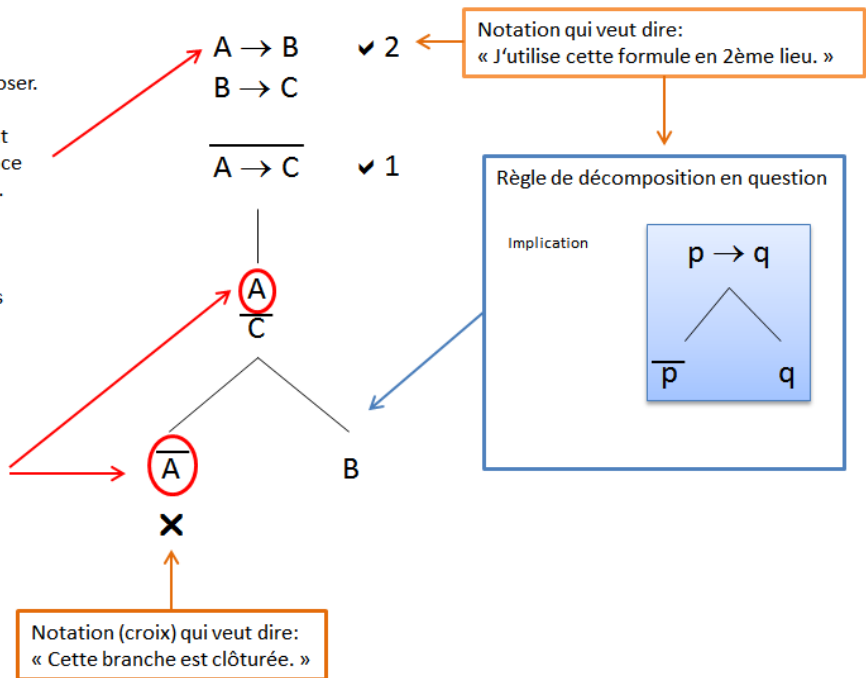 Notation qui veut dire:
« J‘utilise cette formule en 2ème lieu. »
A → B ✔ 2
oser.
B → C
t
ce
.
A̅ ̅→̅ ̅C̅ ✔ 1
Règle de décomposition en question
Implication
p → q
p̅ q
s
A
C̅
A̅ B
×
Notation (croix) qui veut dire:
« Cette branche est clôturée. »